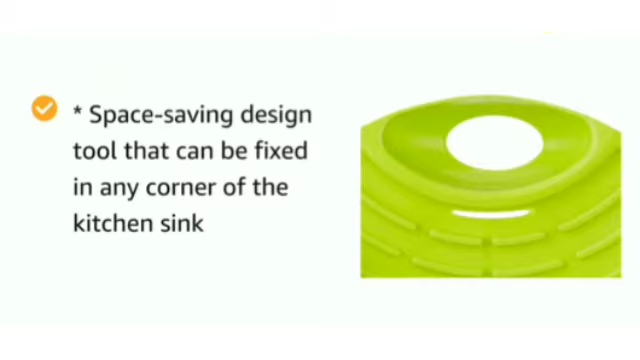 * Space-saving design
tool that can be fixed
in any corner of the
kitchen sink